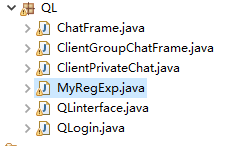 QL
ChatFrame.java
ClientGroupChatFrame.java
ClientPrivateChat.java
MyRegExp.java
QLinterface.java
QLogin.java